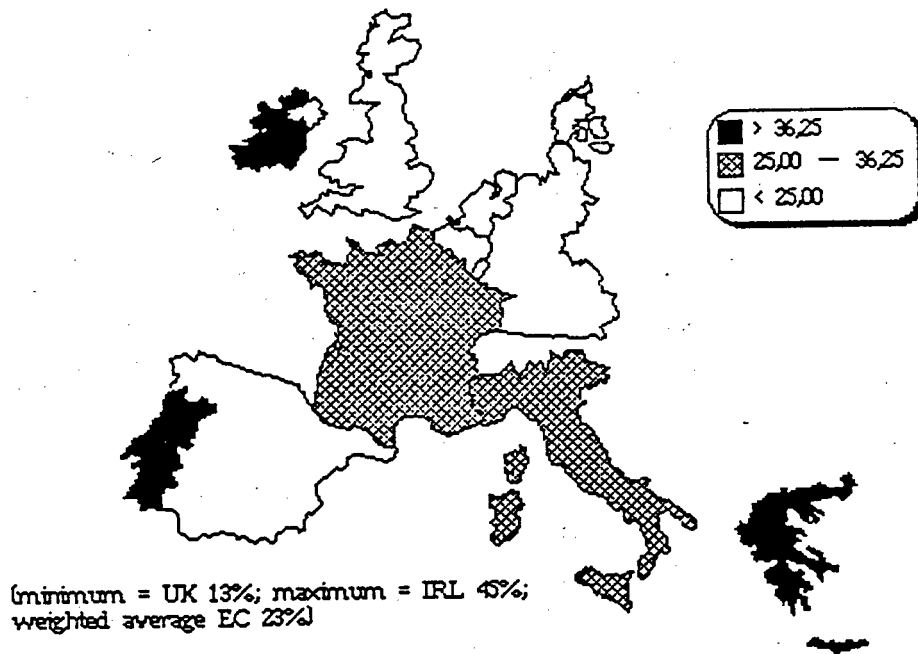 > 36,25
25,00 — 36,25
< 25,00
(minimum = UK 13%; maximum = IRL 45%;
weighted average EC 23%)